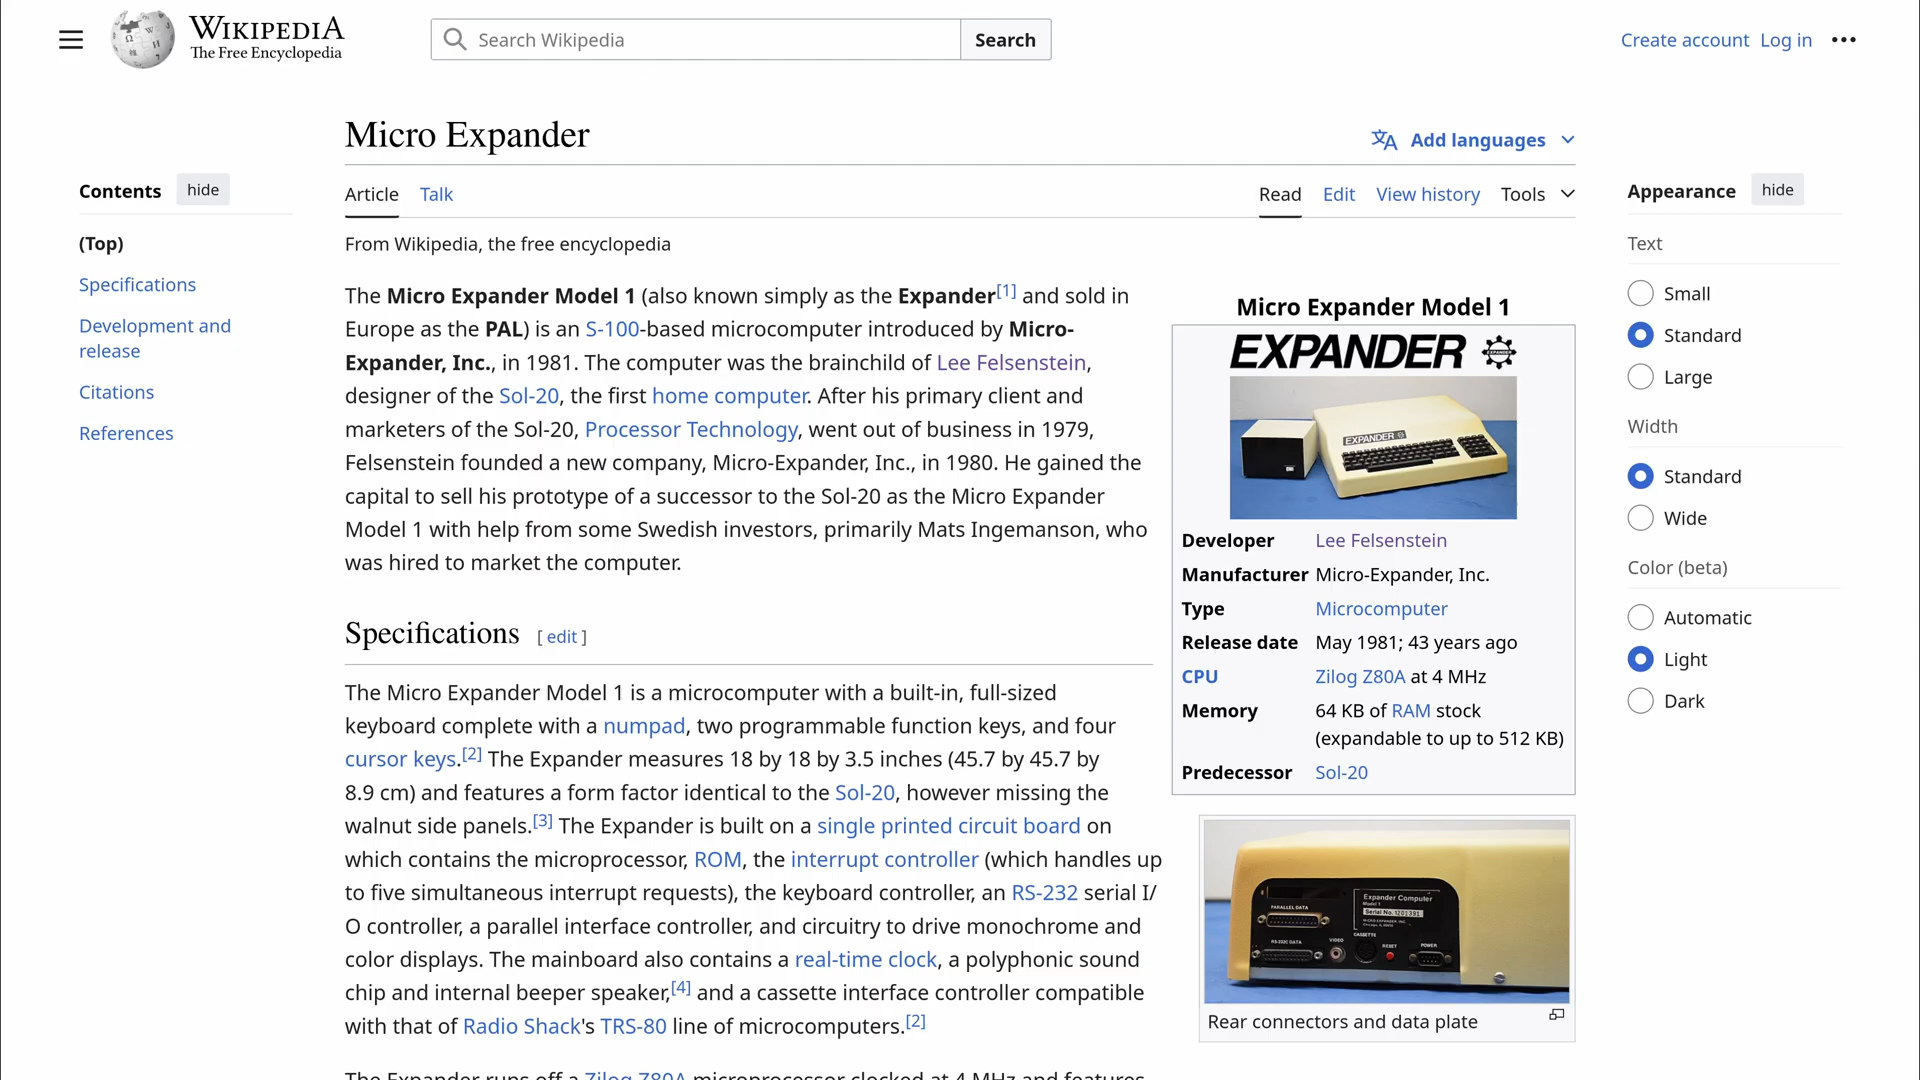 WIKIPEDIA
The Free Encyclopedia
Search Wikipedia
Search
Create account
Log in
Micro Expander
Add languages
Contents
hide
(Top)
Specifications
Development and
release
Citations
References
Article
Talk
Read
Edit
View history
Tools
From Wikipedia, the free encyclopedia
The Micro Expander Model 1 (also known simply as the Expander[1] and sold in
Europe as the PAL) is an S-100-based microcomputer introduced by Micro-
Expander, Inc., in 1981. The computer was the brainchild of Lee Felsenstein,
designer of the Sol-20, the first home computer. After his primary client and
marketers of the Sol-20, Processor Technology, went out of business in 1979,
Felsenstein founded a new company, Micro-Expander, Inc., in 1980. He gained the
capital to sell his prototype of a successor to the Sol-20 as the Micro Expander
Model 1 with help from some Swedish investors, primarily Mats Ingemanson, who
was hired to market the computer.
Specifications [ edit ]
The Micro Expander Model 1 is a microcomputer with a built-in, full-sized
keyboard complete with a numpad, two programmable function keys, and four
cursor keys.[2] The Expander measures 18 by 18 by 3.5 inches (45.7 by 45.7 by
8.9 cm) and features a form factor identical to the Sol-20, however missing the
walnut side panels.[3] The Expander is built on a single printed circuit board on
which contains the microprocessor, ROM, the interrupt controller (which handles up
to five simultaneous interrupt requests), the keyboard controller, an RS-232 serial I/
O controller, a parallel interface controller, and circuitry to drive monochrome and
color displays. The mainboard also contains a real-time clock, a polyphonic sound
chip and internal beeper speaker,[4] and a cassette interface controller compatible
with that of Radio Shack's TRS-80 line of microcomputers.[2]
The Expander runs off a Zilog Z80A microprocessor clocked at 4 MHz and features
Micro Expander Model 1
EXPANDER
EXPANDER
Developer Lee Felsenstein
Manufacturer Micro-Expander, Inc.
Type Microcomputer
Release date May 1981; 43 years ago
CPU Zilog Z80A at 4 MHz
Memory 64 KB of RAM stock
(expandable to up to 512 KB)
Predecessor Sol-20
Expander Computer
Model 1
PARALLEL DATA
CASSETTE
RS-232C DATA
VIDEO
RESET
POWER
Rear connectors and data plate
Appearance
hide
Text
Small
Standard
Large
Width
Standard
Wide
Color (beta)
Automatic
Light
Dark